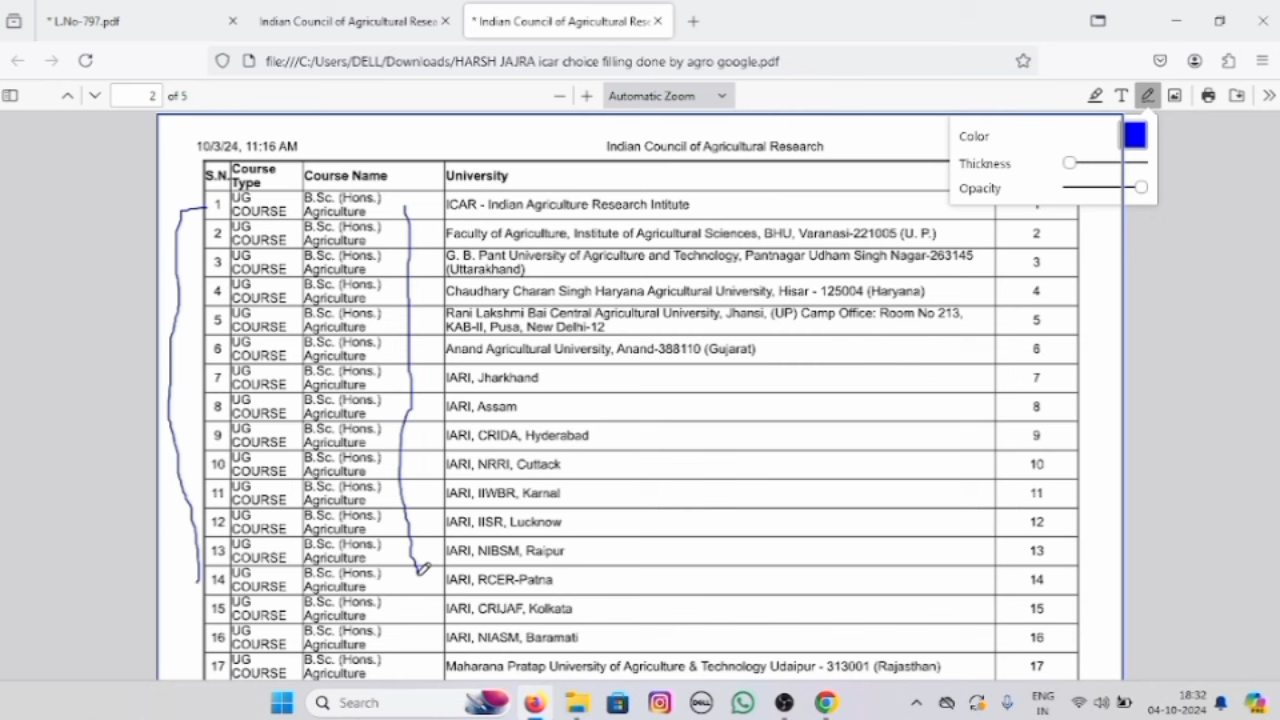 * L.No-797.pdf
Indian Council of Agricultural Resea
* Indian Council of Agricultural Rese
file:///C:/Users/DELL/Downloads/HARSH JAJRA icar choice filling done by agro google.pdf
2 of 5
Automatic Zoom
Color
Thickness
Opacity
10/3/24, 11:16 AM
Indian Council of Agricultural Research
S.N. Course Type Course Name University
1 UG COURSE B.Sc. (Hons.) Agriculture ICAR - Indian Agriculture Research Intitute
2 UG COURSE B.Sc. (Hons.) Agriculture Faculty of Agriculture, Institute of Agricultural Sciences, BHU, Varanasi-221005 (U. P.) 2
3 UG COURSE B.Sc. (Hons.) Agriculture G. B. Pant University of Agriculture and Technology, Pantnagar Udham Singh Nagar-263145 (Uttarakhand) 3
4 UG COURSE B.Sc. (Hons.) Agriculture Chaudhary Charan Singh Haryana Agricultural University, Hisar - 125004 (Haryana) 4
5 UG COURSE B.Sc. (Hons.) Agriculture Rani Lakshmi Bai Central Agricultural University, Jhansi, (UP) Camp Office: Room No 213, KAB-II, Pusa, New Delhi-12 5
6 UG COURSE B.Sc. (Hons.) Agriculture Anand Agricultural University, Anand-388110 (Gujarat) 6
7 UG COURSE B.Sc. (Hons.) Agriculture IARI, Jharkhand 7
8 UG COURSE B.Sc. (Hons.) Agriculture IARI, Assam 8
9 UG COURSE B.Sc. (Hons.) Agriculture IARI, CRIDA, Hyderabad 9
10 UG COURSE B.Sc. (Hons.) Agriculture IARI, NRRI, Cuttack 10
11 UG COURSE B.Sc. (Hons.) Agriculture IARI, IIWBR, Karnal 11
12 UG COURSE B.Sc. (Hons.) Agriculture IARI, IISR, Lucknow 12
13 UG COURSE B.Sc. (Hons.) Agriculture IARI, NIBSM, Raipur 13
14 UG COURSE B.Sc. (Hons.) Agriculture IARI, RCER-Patna 14
15 UG COURSE B.Sc. (Hons.) Agriculture IARI, CRIJAF, Kolkata 15
16 UG COURSE B.Sc. (Hons.) Agriculture IARI, NIASM, Baramati 16
17 UG COURSE B.Sc. (Hons.) Agriculture Maharana Pratap University of Agriculture & Technology Udaipur - 313001 (Rajasthan) 17
Search
DELL
ENG
IN
18:32
04-10-2024